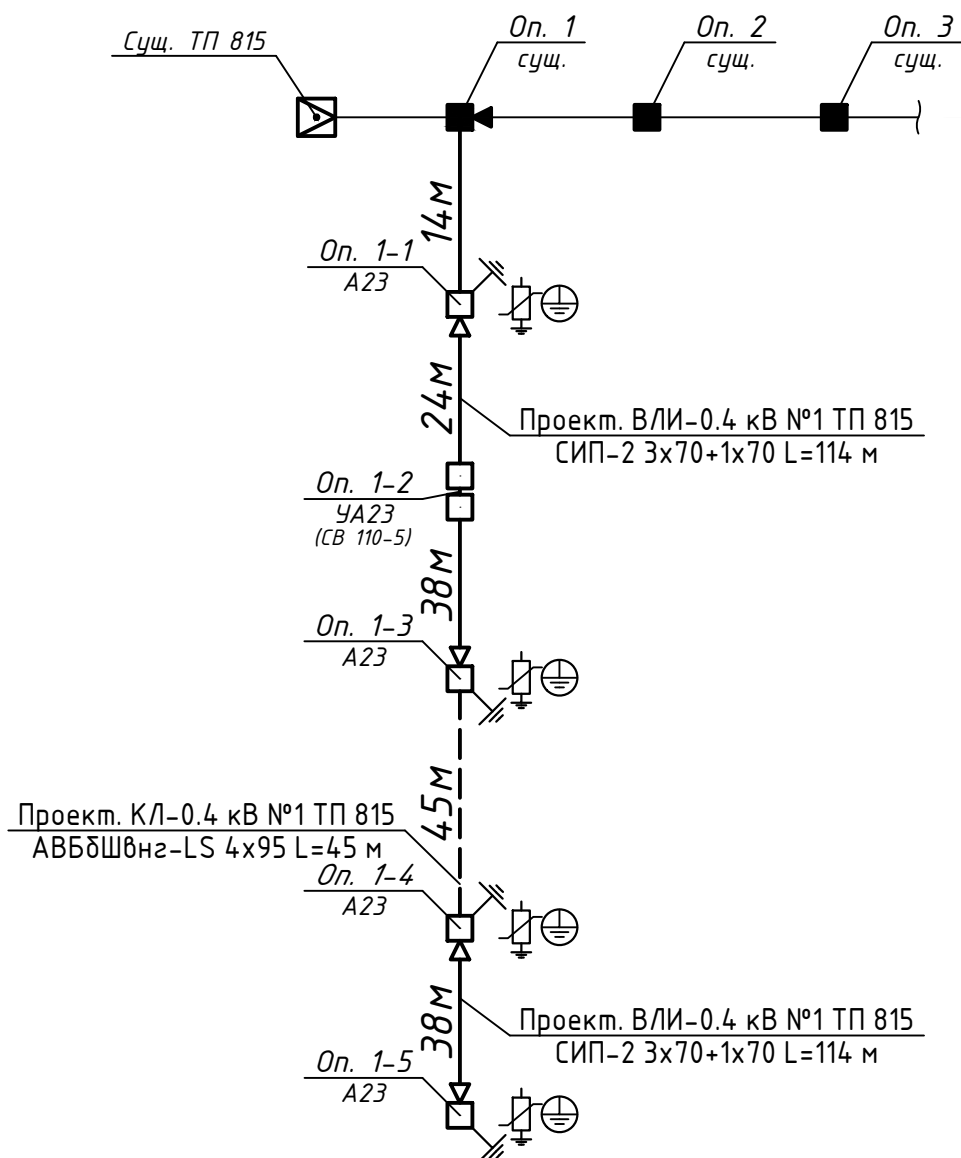 Сущ. ТП 815
Оп. 1
сущ.
Оп. 2
сущ.
Оп. 3
сущ.
14м
Оп. 1-1
А23
24м
Проект. ВЛИ-0.4 кВ №1 ТП 815
СИП-2 3х70+1х70 L=114 м
Оп. 1-2
УА23
(СВ 110-5)
38м
Оп. 1-3
А23
45м
Проект. КЛ-0.4 кВ №1 ТП 815
АВБбШвнг-LS 4х95 L=45 м
Оп. 1-4
А23
38м
Проект. ВЛИ-0.4 кВ №1 ТП 815
СИП-2 3х70+1х70 L=114 м
Оп. 1-5
А23